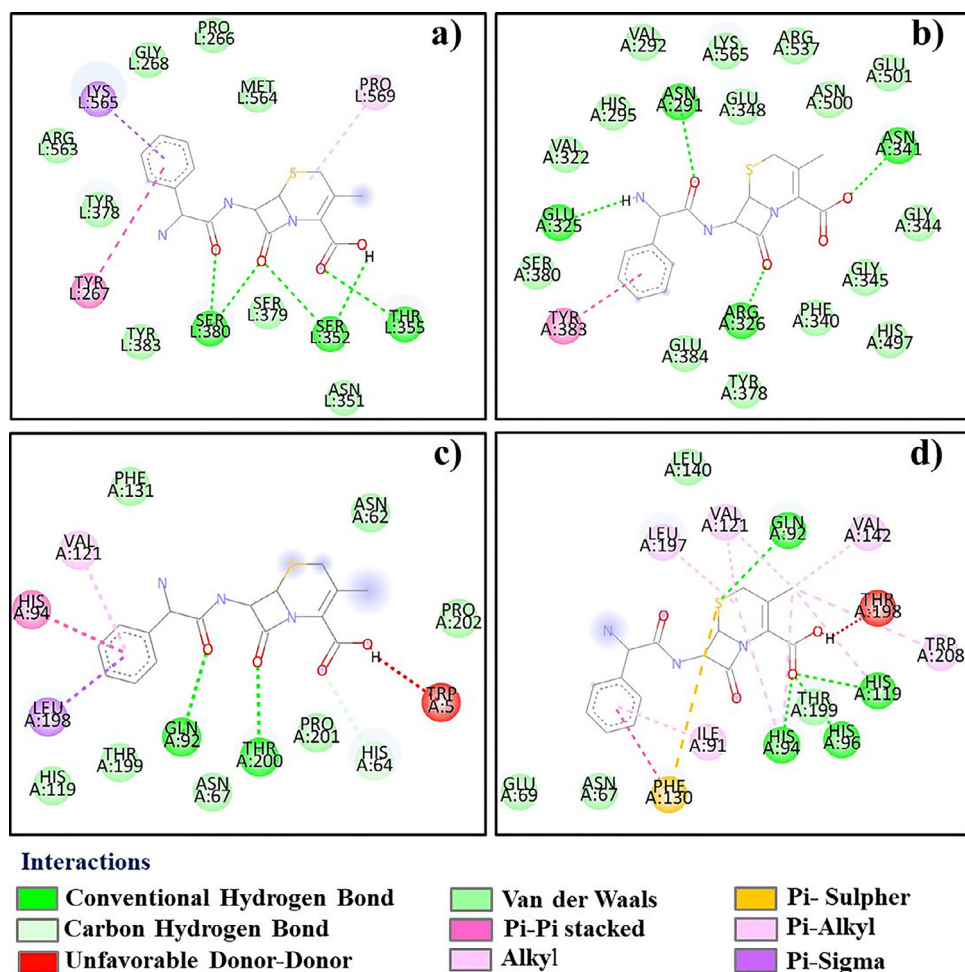 a)
PRO
L:266
GLY
L:268
LYS
L:565
MET
L:564
PRO
L:569
ARG
L:563
TYR
L:378
S
N
N
N
O
O
O
O
H
TYR
L:267
TYR
L:383
SER
L:380
SER
L:379
SER
L:352
THR
L:355
ASN
L:351
b)
VAL
A:292
LYS
A:565
ARG
A:537
GLU
A:501
ASN
A:291
HIS
A:295
GLU
A:348
ASN
A:500
ASN
A:341
VAL
A:322
S
O
H
N
GLU
A:325
N
N
O
O
O
GLY
A:344
SER
A:380
GLY
A:345
TYR
A:383
ARG
A:326
PHE
A:340
HIS
A:497
GLU
A:384
TYR
A:378
c)
PHE
A:131
ASN
A:62
VAL
A:121
S
N
N
N
HIS
A:94
PRO
A:202
O
O
O
O
H
LEU
A:198
TRP
A:5
GLN
A:92
THR
A:200
PRO
A:201
HIS
A:64
THR
A:199
HIS
A:119
ASN
A:67
d)
LEU
A:140
VAL
A:121
GLN
A:92
LEU
A:197
VAL
A:142
S
THR
A:198
N
O
O
H
N
N
O
O
TRP
A:208
HIS
A:119
THR
A:199
ILE
A:91
HIS
A:94
HIS
A:96
GLU
A:69
ASN
A:67
PHE
A:130
Interactions
Conventional Hydrogen Bond
Carbon Hydrogen Bond
Unfavorable Donor-Donor
Van der Waals
Pi-Pi stacked
Alkyl
Pi- Sulpher
Pi-Alkyl
Pi-Sigma